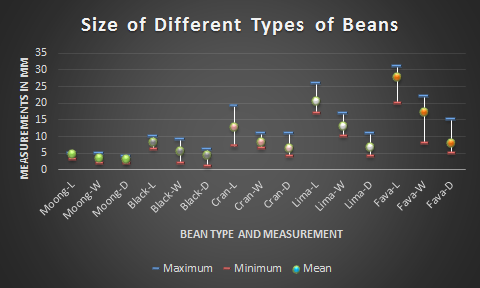 Size of Different Types of Beans
MEASUREMENTS IN MM
35
30
25
20
15
10
5
0
Moong-L Moong-W Moong-D Black-L Black-W Black-D Cran-L Cran-W Cran-D Lima-L Lima-W Lima-D Fava-L Fava-W Fava-D
BEAN TYPE AND MEASUREMENT
Maximum Minimum Mean